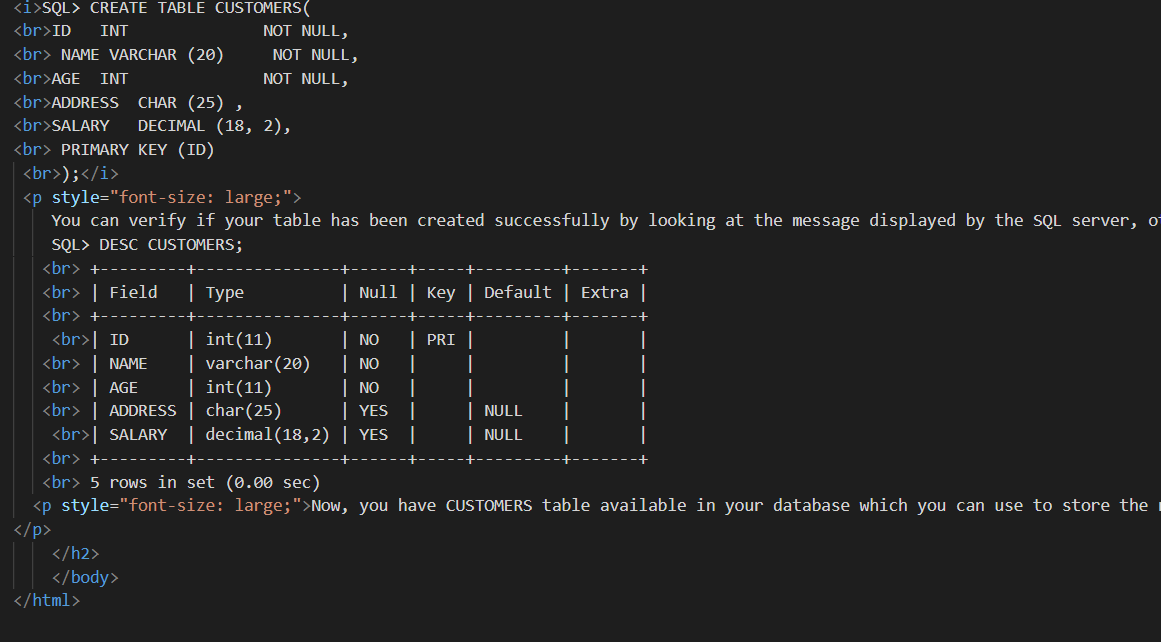 <i>SQL> CREATE TABLE CUSTOMERS(
<br>ID   INT              NOT NULL,
<br> NAME VARCHAR (20)     NOT NULL,
<br>AGE  INT              NOT NULL,
<br>ADDRESS  CHAR (25) ,
<br>SALARY   DECIMAL (18, 2),
<br> PRIMARY KEY (ID)
<br>);</i>
<p style="font-size: large;">
You can verify if your table has been created successfully by looking at the message displayed by the SQL server,
SQL> DESC CUSTOMERS;
<br> +---------+---------------+------+-----+---------+-------+
<br> | Field   | Type          | Null | Key | Default | Extra |
<br> +---------+---------------+------+-----+---------+-------+
<br>| ID      | int(11)       | NO   | PRI |         |       |
<br> | NAME    | varchar(20)   | NO   |     |         |       |
<br> | AGE     | int(11)       | NO   |     |         |       |
<br> | ADDRESS | char(25)      | YES  |     | NULL    |       |
<br>| SALARY  | decimal(18,2) | YES  |     | NULL    |       |
<br> +---------+---------------+------+-----+---------+-------+
<br> 5 rows in set (0.00 sec)
<p style="font-size: large;">Now, you have CUSTOMERS table available in your database which you can use to store the
</p>
</h2>
</body>
</html>